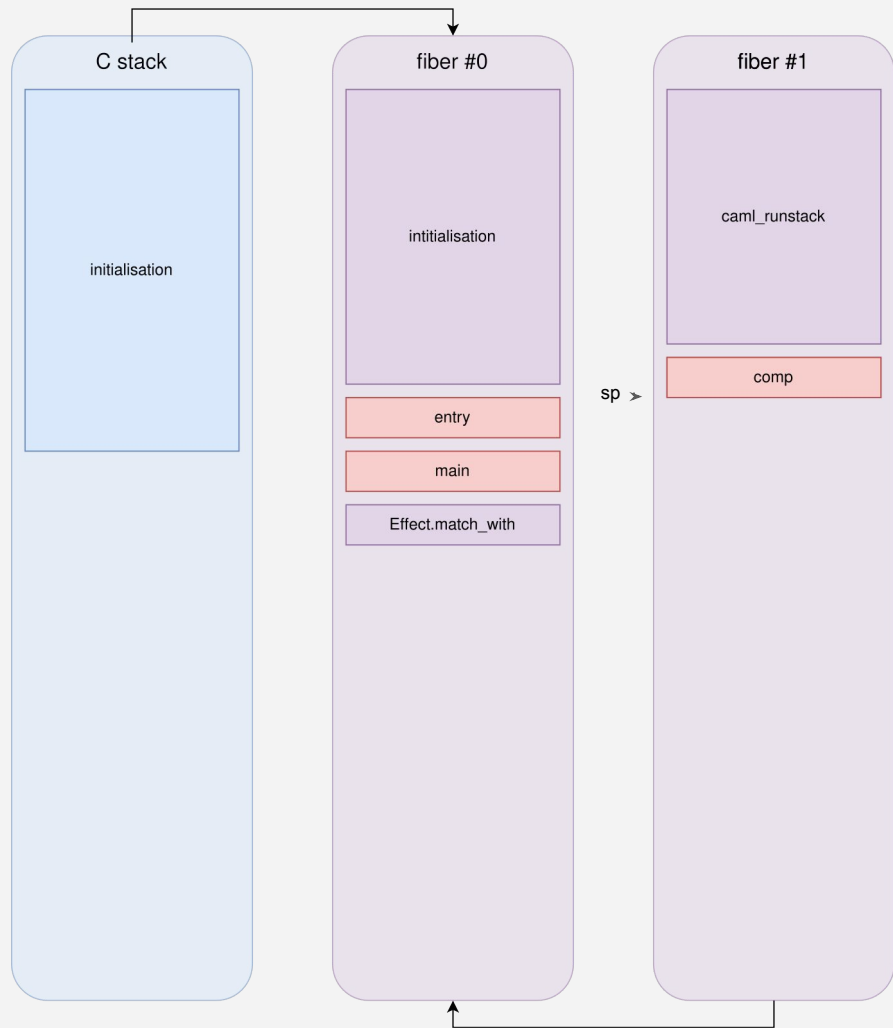 C stack
initialisation
fiber #0
intitialisation
entry
main
Effect.match_with
sp
fiber #1
caml_runstack
comp